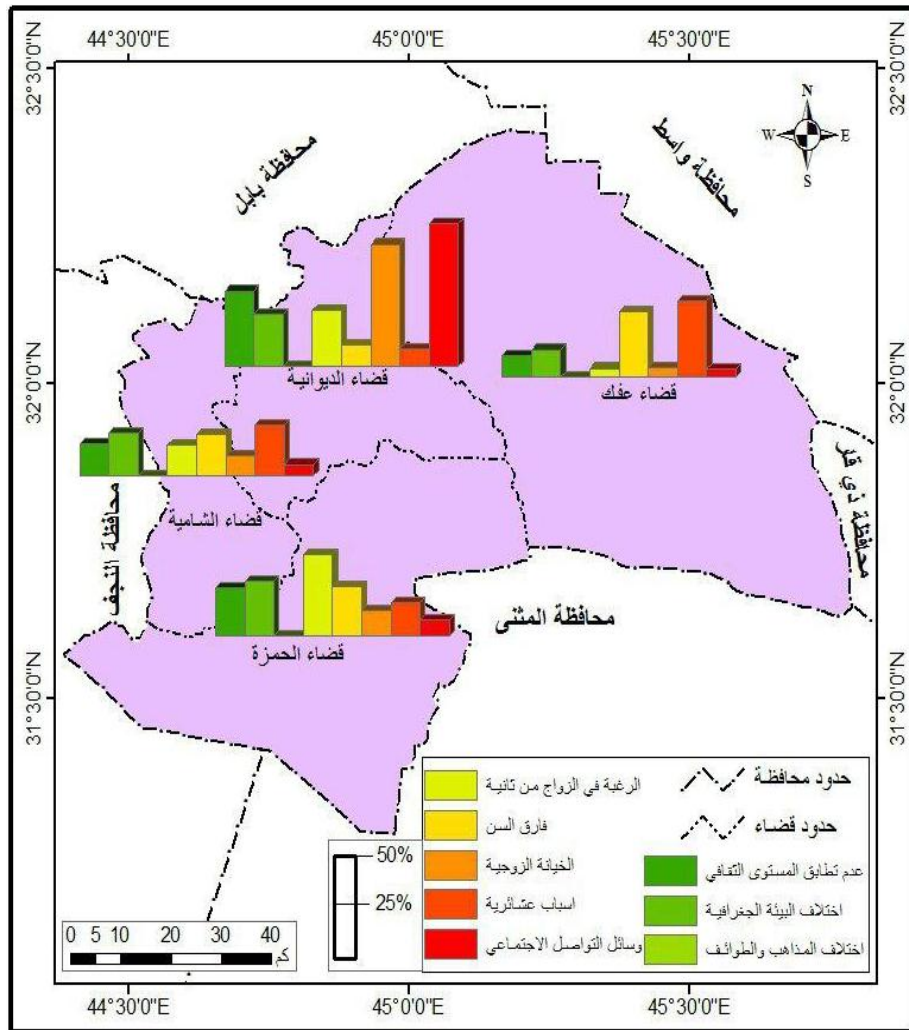 44°30'0"E
45°0'0"E
45°30'0"E
32°30'0"N
32°30'0"N
N
W
E
S
محافظة بابل
محافظة واسط
قضاء الديوانية
قضاء عفك
32°0'0"N
32°0'0"N
قضاء الشامية
محافظة النجف
محافظة ذي قار
محافظة المثنى
قضاء الحمزة
31°30'0"N
31°30'0"N
حدود محافظة
حدود قضاء
عدم تطابق المستوى الثقافي
اختلاف البيئة الجغرافية
اختلاف المذاهب والطوائف
الرغبة في الزواج من ثانية
فارق السن
الخيانة الزوجية
اسباب عشائرية
وسائل التواصل الاجتماعي
50%
25%
0 5 10 20 30 40
كم
44°30'0"E
45°0'0"E
45°30'0"E